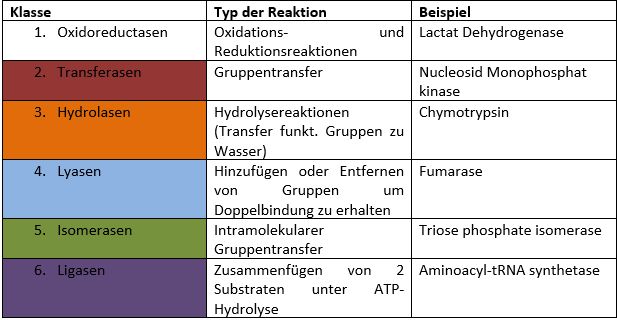 Klasse Typ der Reaktion Beispiel
1. Oxidoreductasen Oxidations- und Lactat Dehydrogenase
Reduktionsreaktionen
2. Transferasen Gruppentransfer Nucleosid Monophosphat
kinase
3. Hydrolasen Hydrolysereaktionen Chymotrypsin
(Transfer funkt. Gruppen zu
Wasser)
4. Lyasen Hinzufügen oder Entfernen Fumarase
von Gruppen um
Doppelbindung zu erhalten
5. Isomerasen Intramolekularer Triose phosphate isomerase
Gruppentransfer
6. Ligasen Zusammenfügen von 2 Aminoacyl-tRNA synthetase
Substraten unter ATP-
Hydrolyse